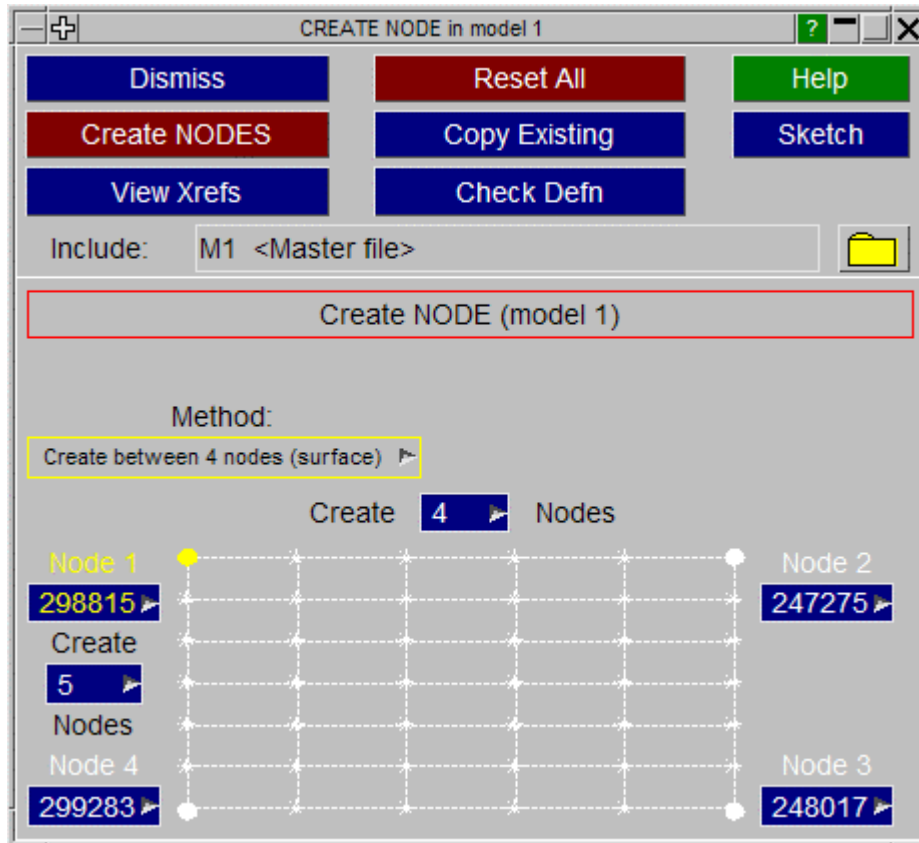 CREATE NODE in model 1 ?
Dismiss Reset All Help
Create NODES Copy Existing Sketch
View Xrefs Check Defn
Include: M1 <Master file>
Create NODE (model 1)
Method:
Create between 4 nodes (surface)
Create 4 Nodes
Node 1 Node 2
298815 247275
Create
5
Nodes
Node 4 Node 3
299283 248017